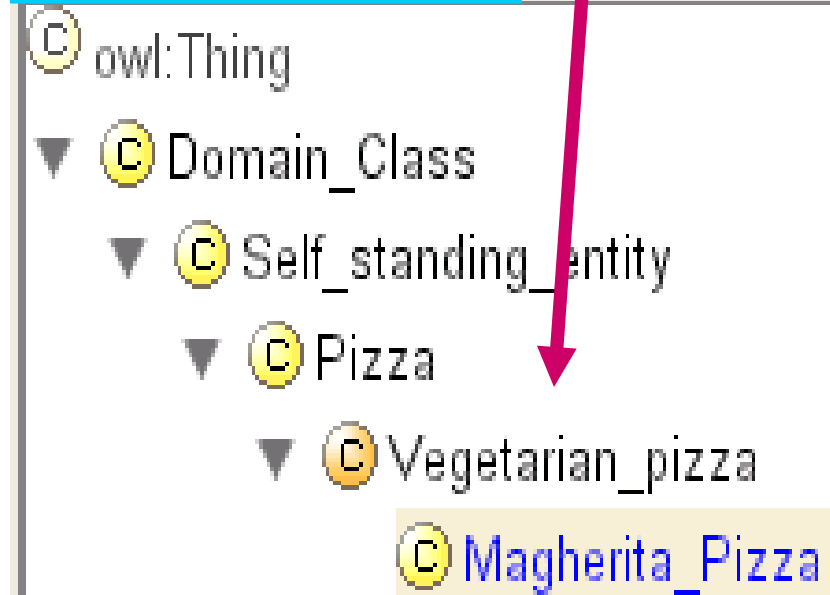 C owl:Thing
C Domain_Class
C Self_standing_entity
C Pizza
C Vegetarian_pizza
C Magherita_Pizza